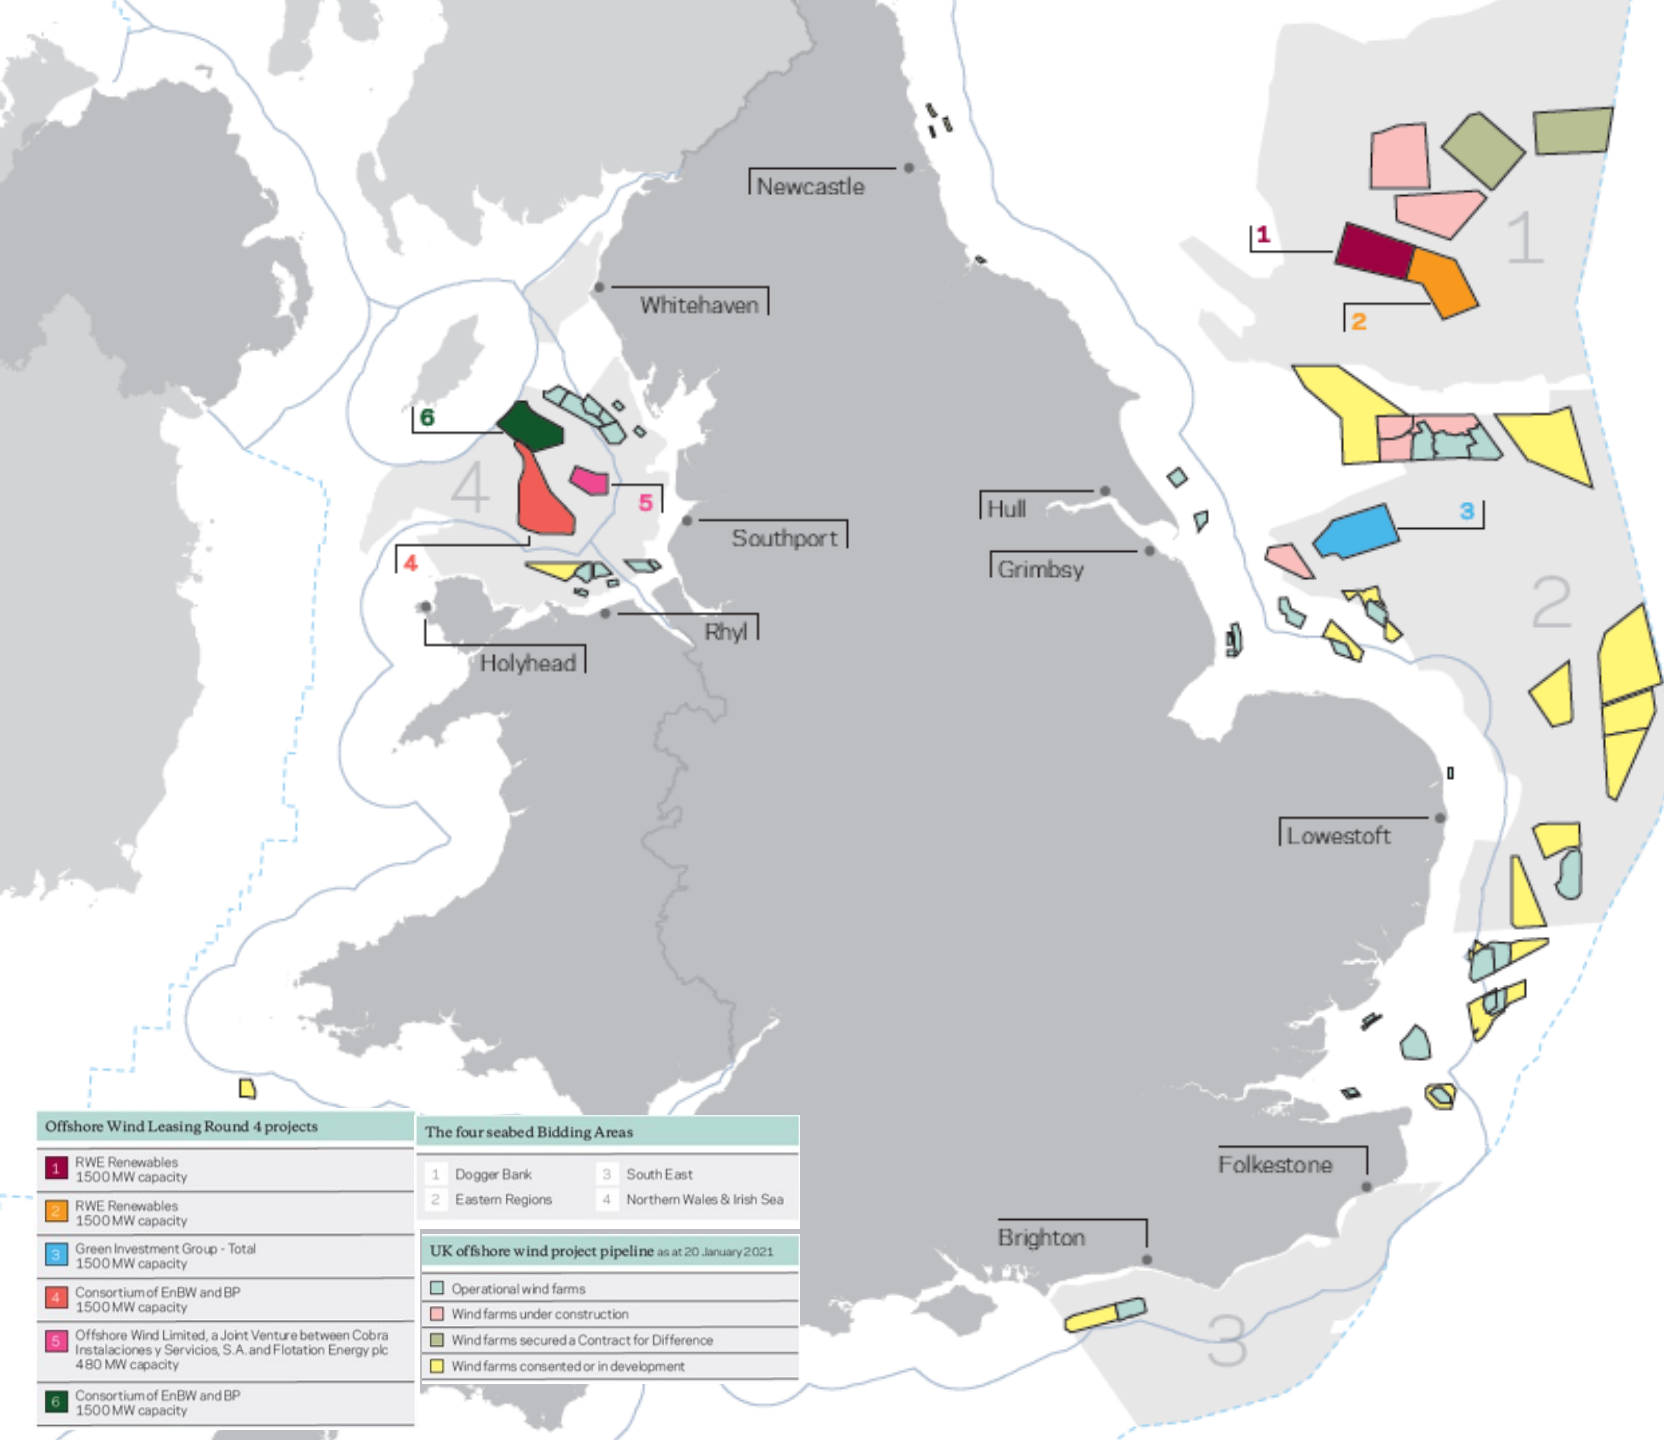 Newcastle
1
1
Whitehaven
2
6
4
5
3
Hull
Southport
4
Grimsby
2
Rhyl
Holyhead
Lowestoft
Folkestone
Brighton
3
Offshore Wind Leasing Round 4 projects
1 RWE Renewables
1500 MW capacity
2 RWE Renewables
1500 MW capacity
3 Green Investment Group - Total
1500 MW capacity
4 Consortium of EnBW and BP
1500 MW capacity
5 Offshore Wind Limited, a Joint Venture between Cobra
Instalaciones y Servicios, S.A. and Flotation Energy plc
480 MW capacity
6 Consortium of EnBW and BP
1500 MW capacity
The four seabed Bidding Areas
1 Dogger Bank
3 South East
2 Eastern Regions
4 Northern Wales & Irish Sea
UK offshore wind project pipeline as at 20 January 2021
Operational wind farms
Wind farms under construction
Wind farms secured a Contract for Difference
Wind farms consented or in development